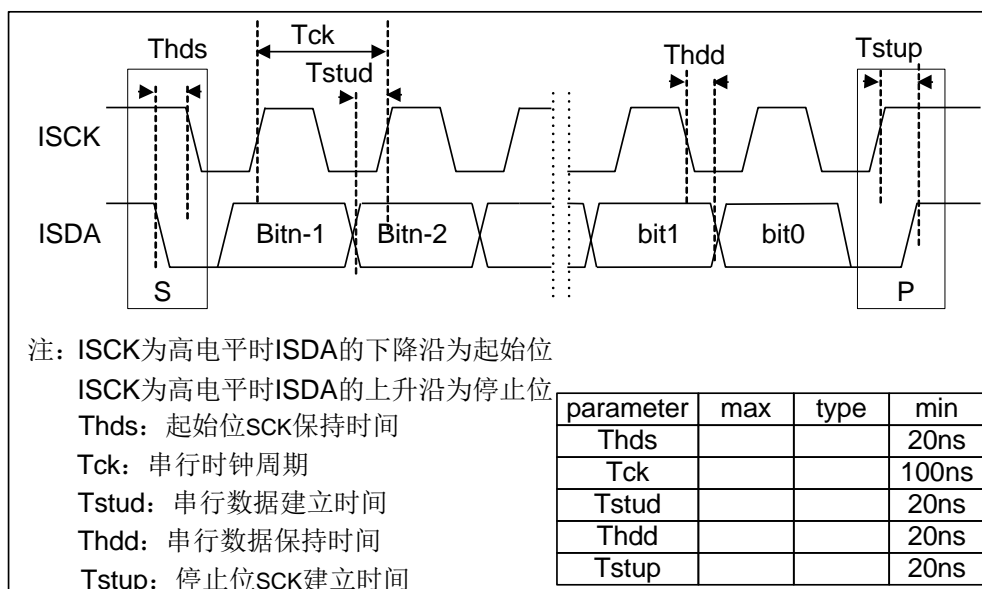 Thds
Tck
Tstud
Thdd
Tstup
ISCK
ISDA
Bitn-1
Bitn-2
bit1
bit0
S
P
注：ISCK为高电平时ISDA的下降沿为起始位
ISCK为高电平时ISDA的上升沿为停止位
Thds：起始位SCK保持时间
Tck：串行时钟周期
Tstud：串行数据建立时间
Thdd：串行数据保持时间
Tstup：停止位SCK建立时间
parameter max type min
Thds 20ns
Tck 100ns
Tstud 20ns
Thdd 20ns
Tstup 20ns